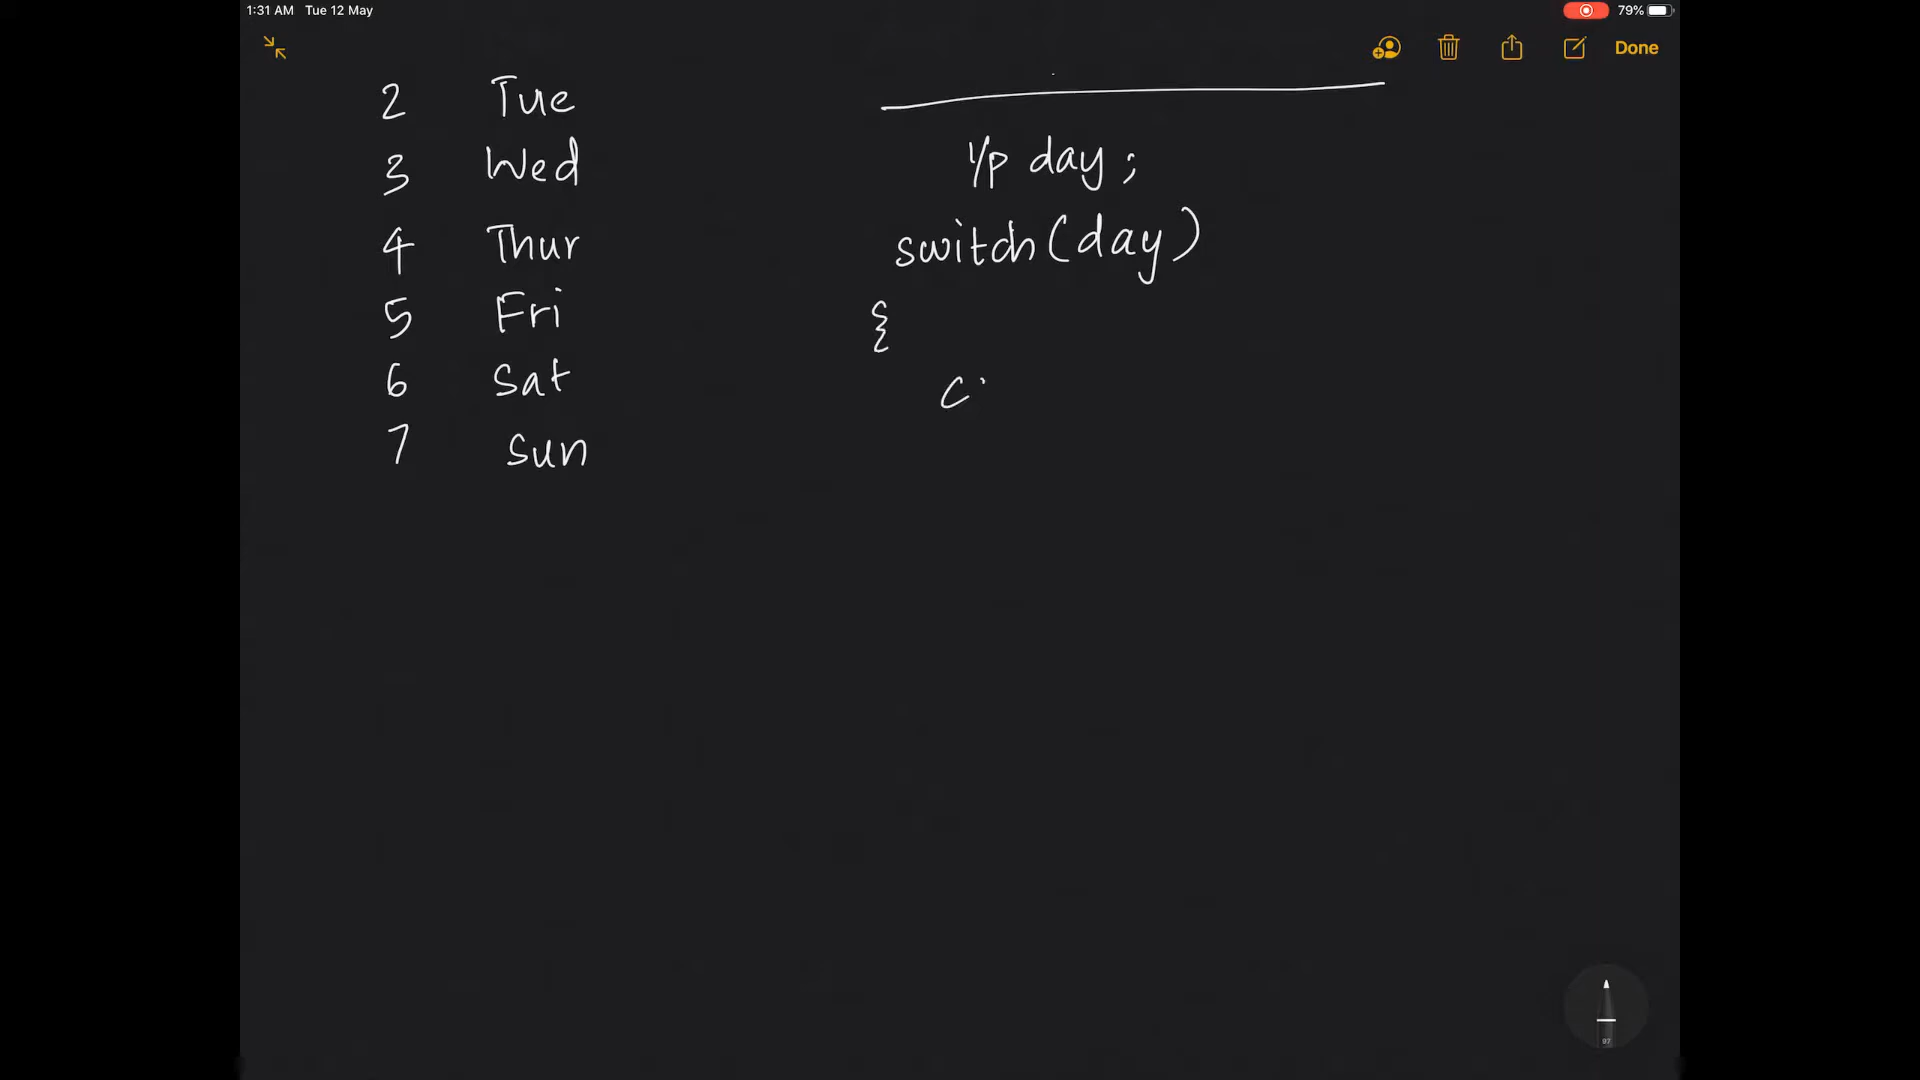 1:31 AM Tue 12 May
79%
Done
2 Tue
3 Wed
4 Thur
5 Fri
6 Sat
7 Sun
I/p day;
switch(day)
{
c
97